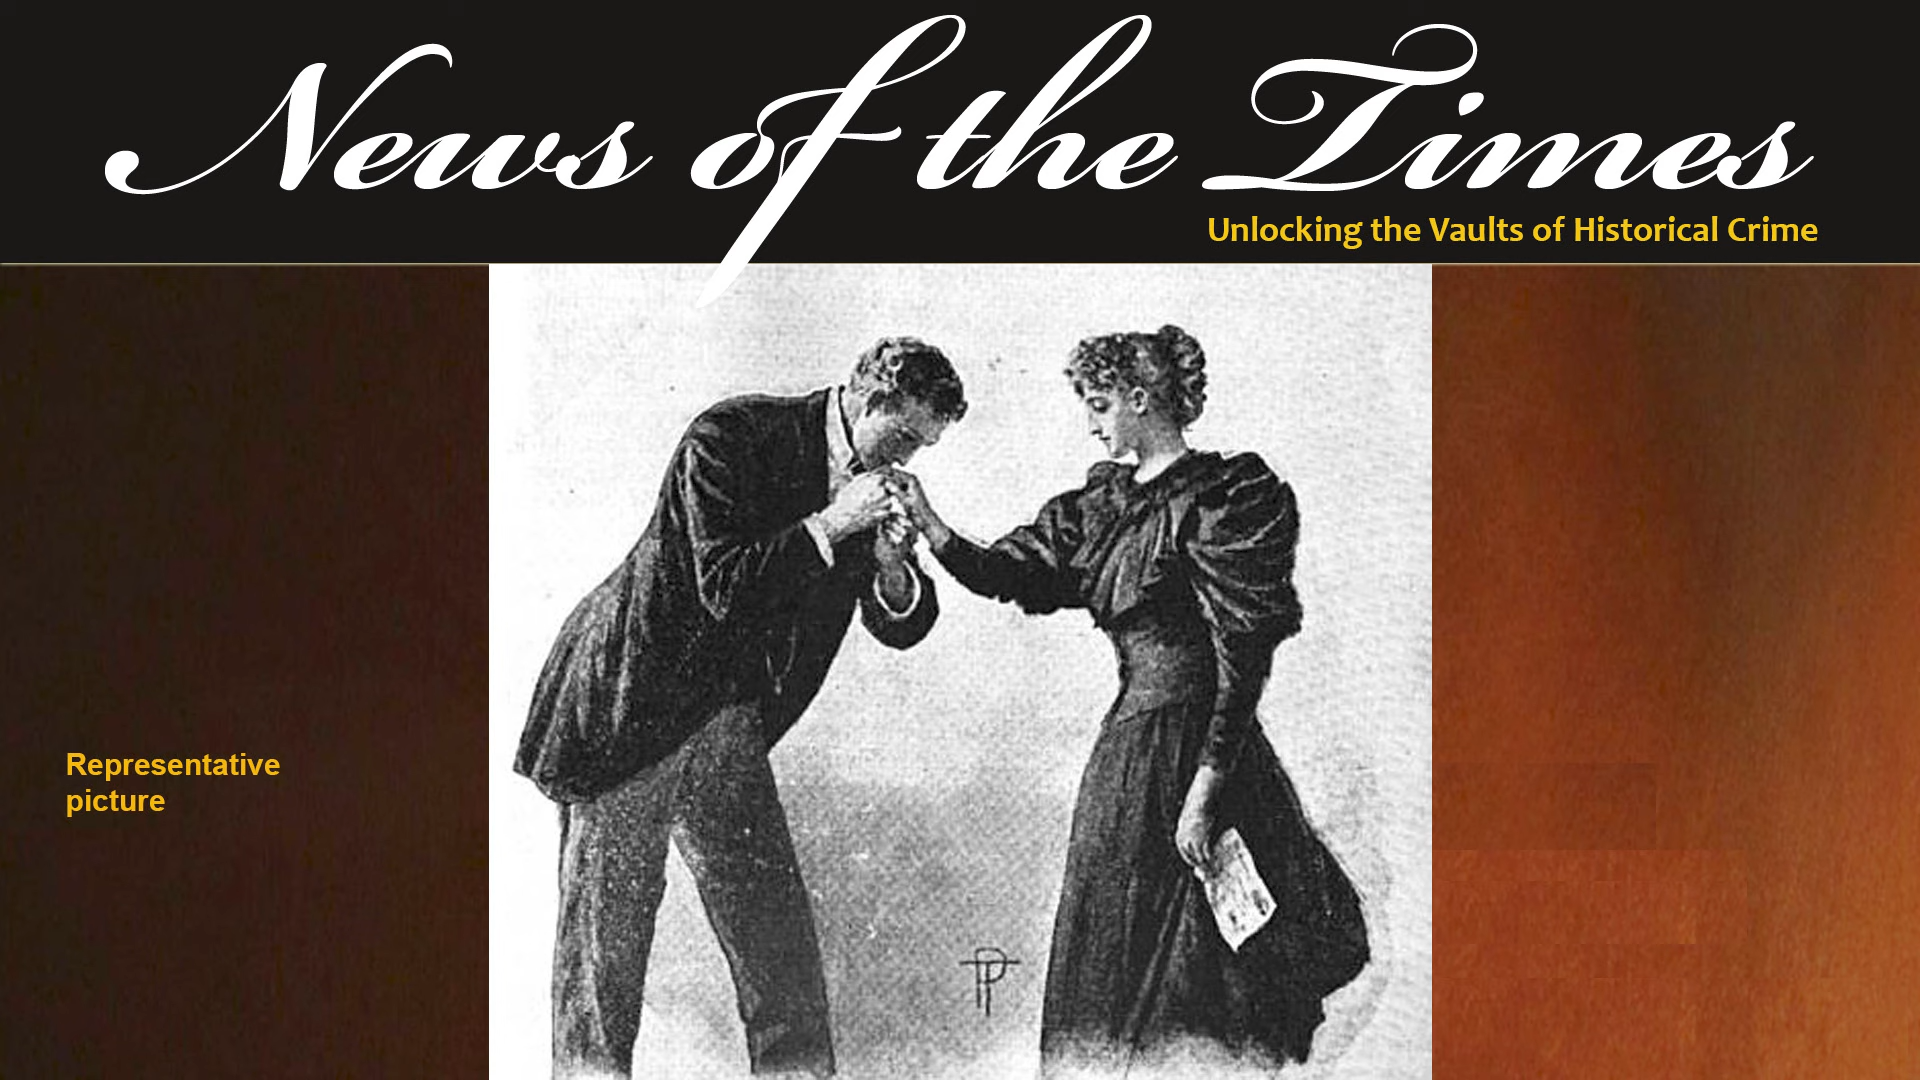 News of the Times
Unlocking the Vaults of Historical Crime
Representative
picture